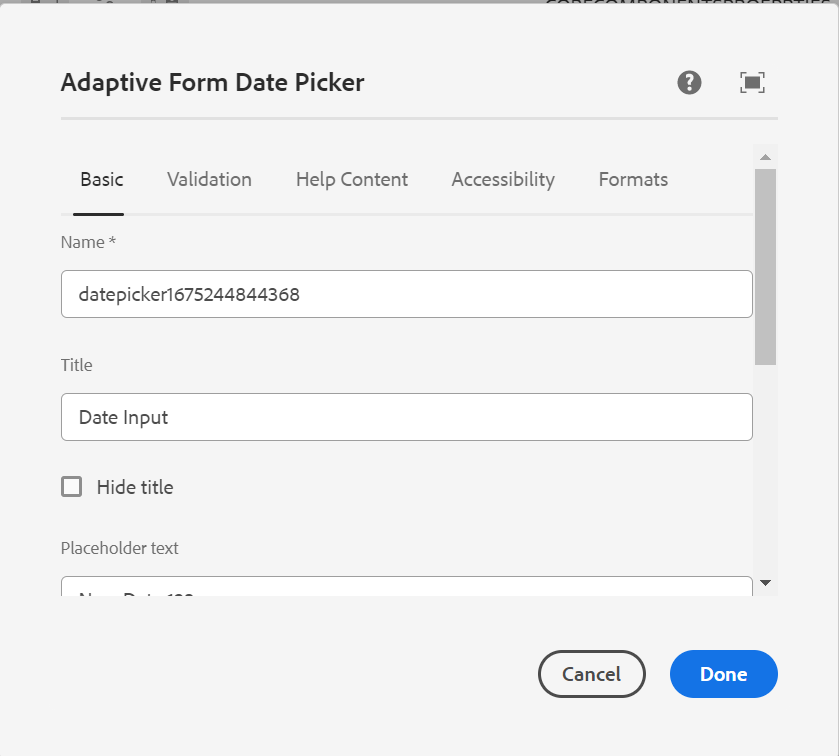 Adaptive Form Date Picker
Basic Validation Help Content Accessibility Formats
Name *
datepicker1675244844368
Title
Date Input
Hide title
Placeholder text
Cancel Done